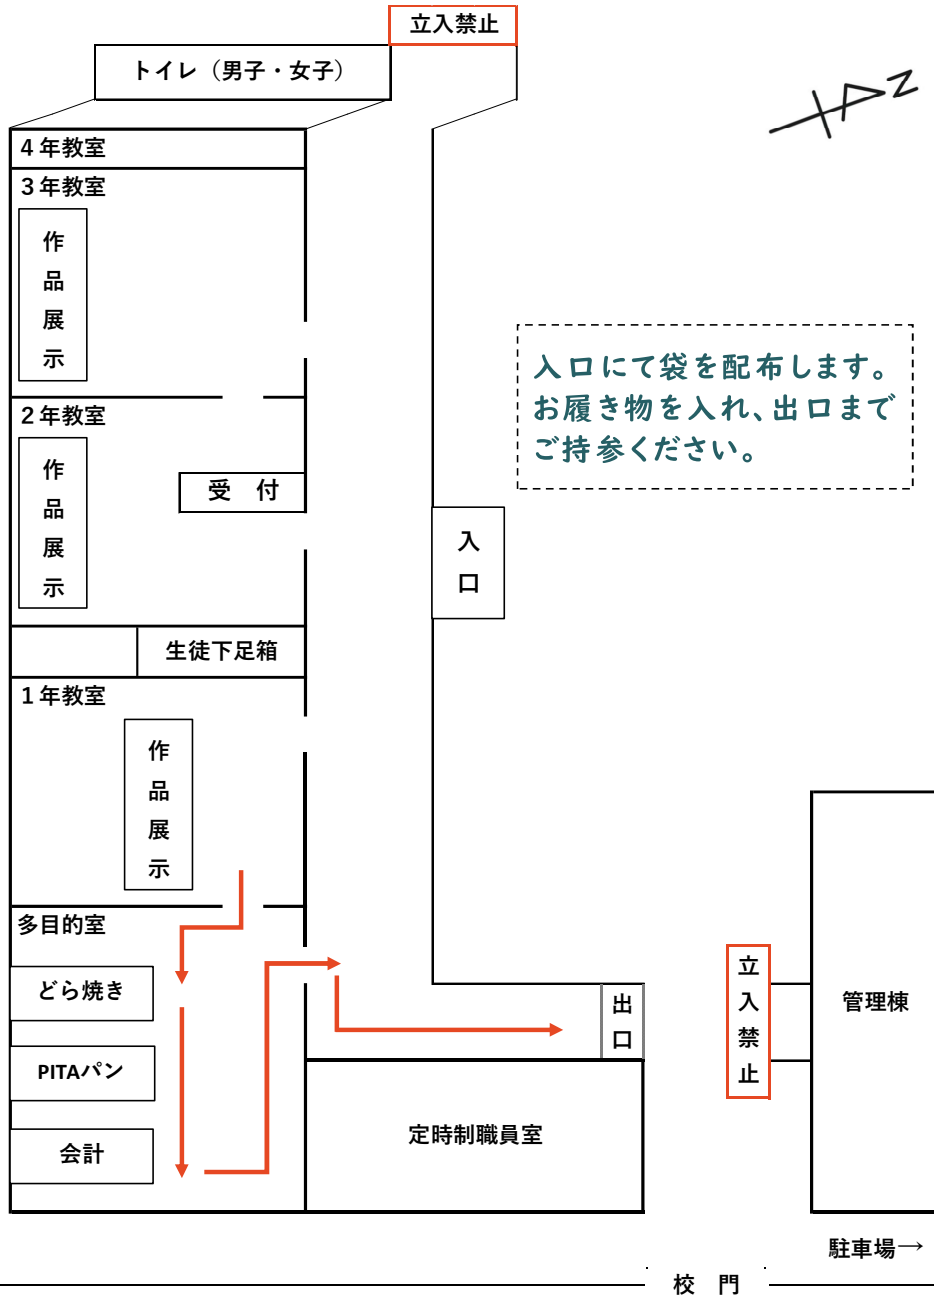 立入禁止
トイレ（男子・女子）
N
４年教室
３年教室
作品展示
入口にて袋を配布します。
お履き物を入れ、出口まで
ご持参ください。
２年教室
作品展示
受　付
入口
生徒下足箱
１年教室
作品展示
多目的室
どら焼き
PITAパン
会計
出口
立入禁止
管理棟
定時制職員室
駐車場→
校　門